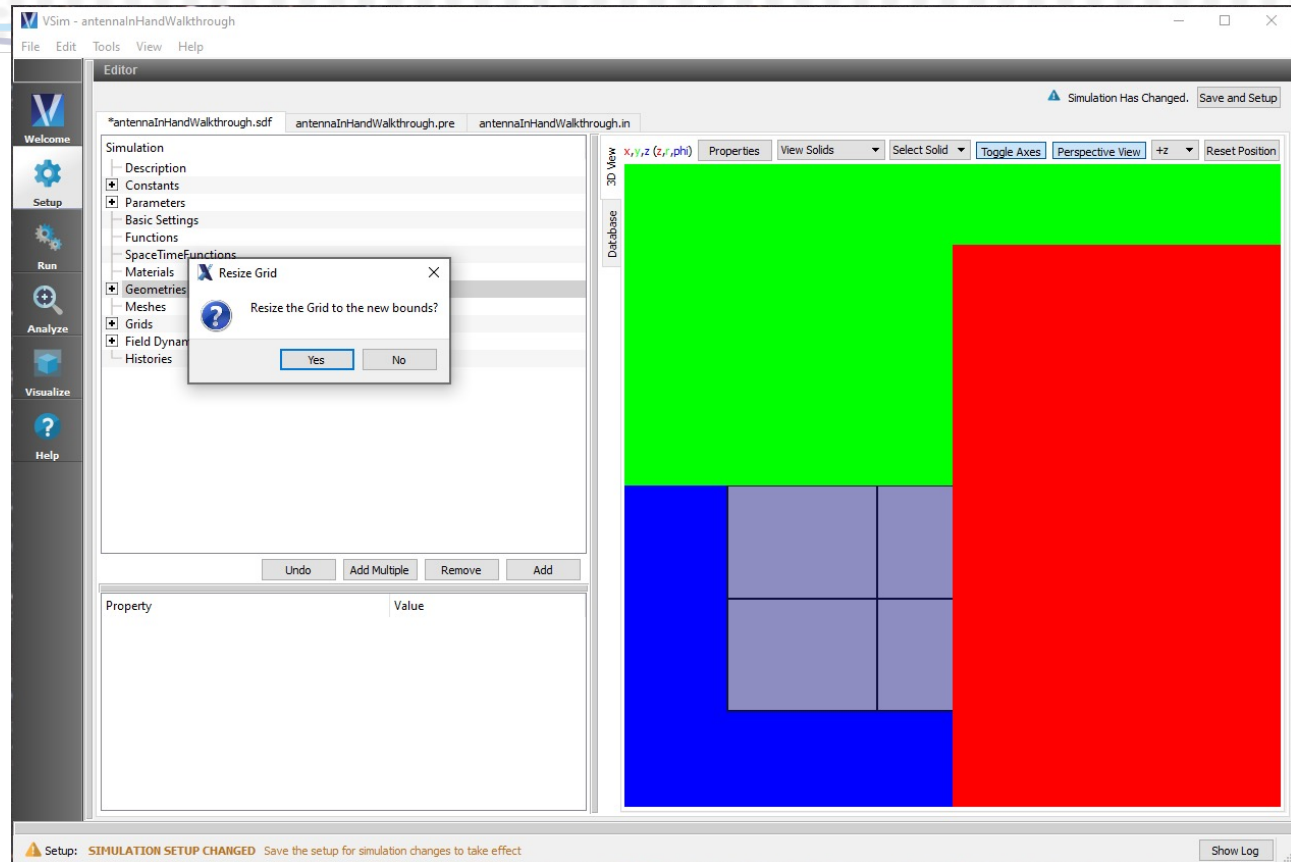 VSim - antennaInHandWalkthrough
File Edit Tools View Help
Editor
Simulation Has Changed. Save and Setup
Welcome
Setup
Run
Analyze
Visualize
Help
*antennaInHandWalkthrough.sdf antennaInHandWalkthrough.pre antennaInHandWalkthrough.in
Simulation
Description
Constants
Parameters
Basic Settings
Functions
SpaceTimeFunctions
Materials
Geometries
Meshes
Grids
Field Dynam
Histories
Resize Grid
Resize the Grid to the new bounds?
Yes No
Undo Add Multiple Remove Add
Property Value
3D View
Database
x,y,z (z,r,phi) Properties View Solids Select Solid Toggle Axes Perspective View +z Reset Position
Setup: SIMULATION SETUP CHANGED Save the setup for simulation changes to take effect
Show Log